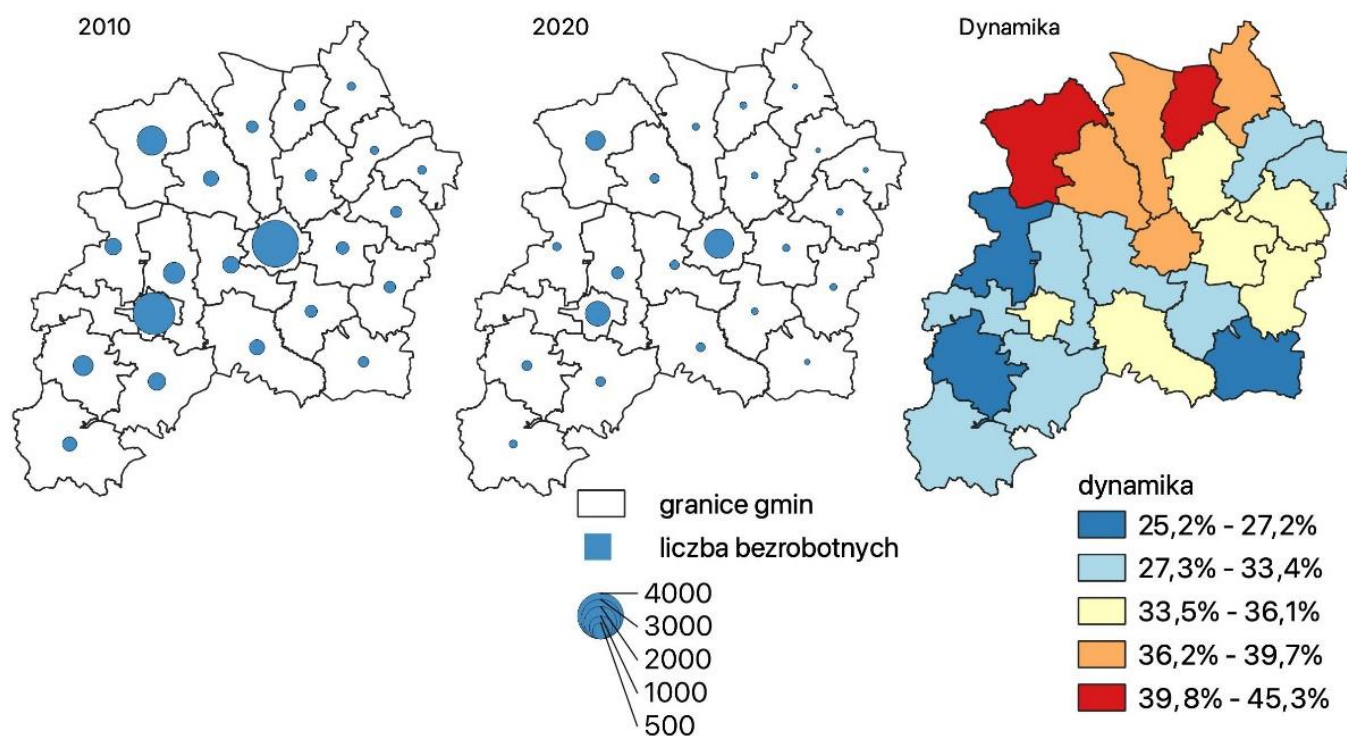 2010
2020
Dynamika
granice gmin
liczba bezrobotnych
4000
3000
2000
1000
500
dynamika
25,2% - 27,2%
27,3% - 33,4%
33,5% - 36,1%
36,2% - 39,7%
39,8% - 45,3%